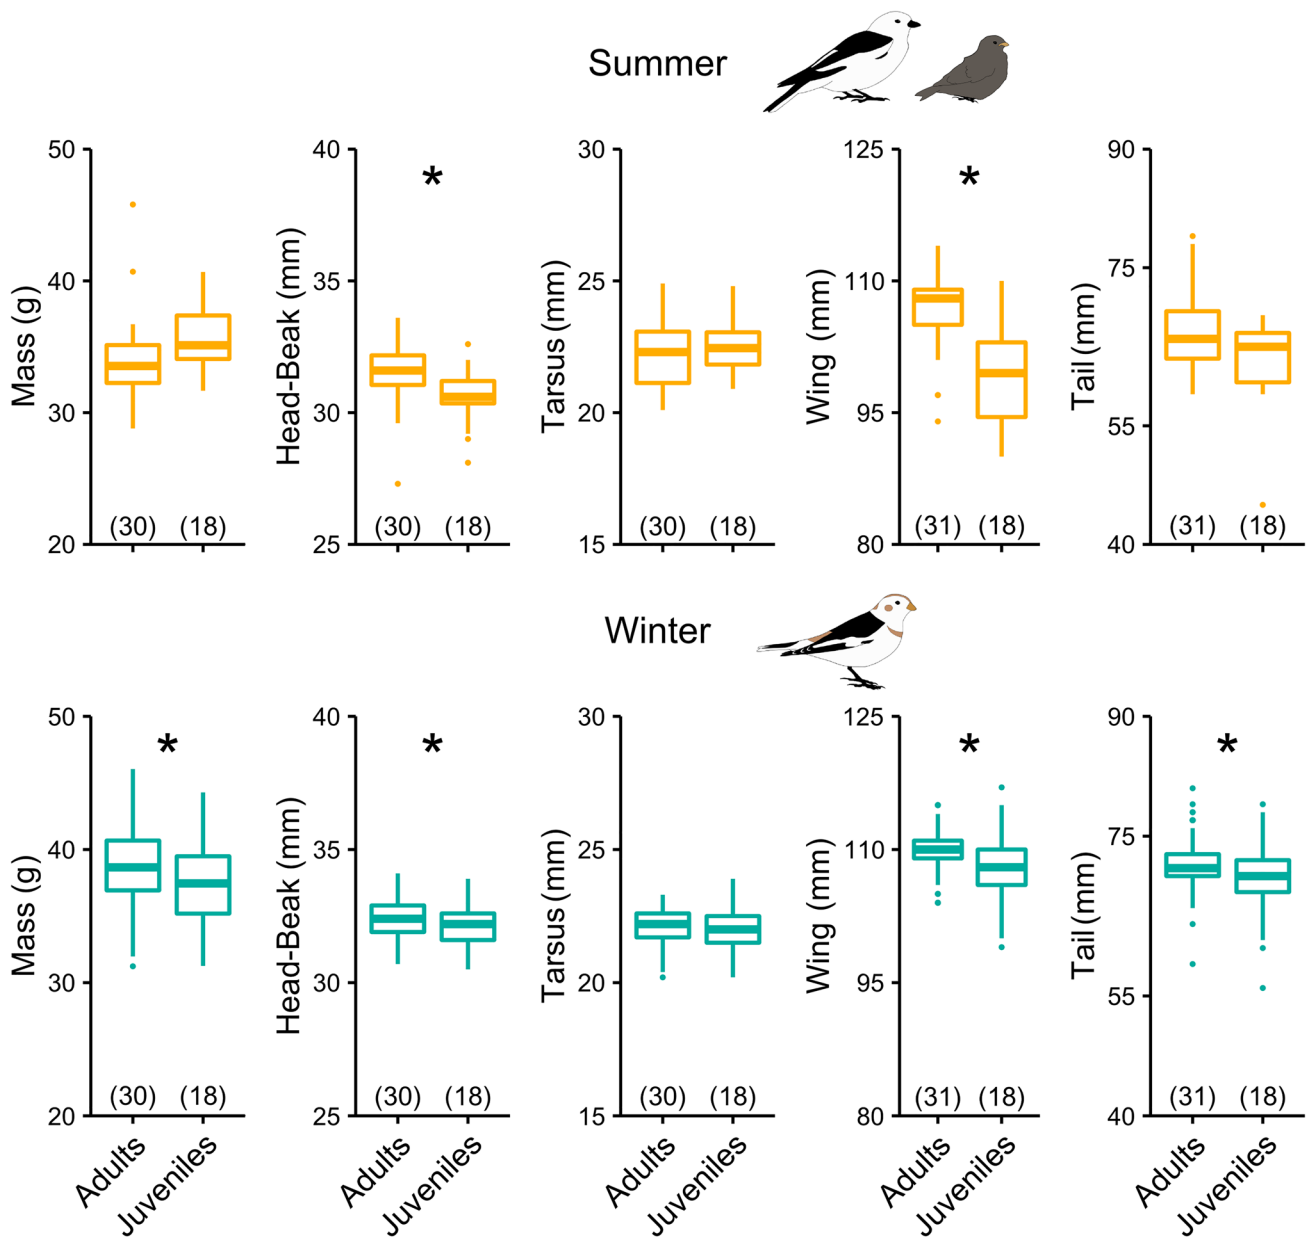 Summer
Mass (g)
50
40
30
20
(30) (18)
Head-Beak (mm)
40
35
30
25
*
(30) (18)
Tarsus (mm)
30
25
20
15
(30) (18)
Wing (mm)
125
110
95
80
*
(31) (18)
Tail (mm)
90
75
55
40
(31) (18)
Winter
Mass (g)
50
40
30
20
*
(30) (18)
Adults
Juveniles
Head-Beak (mm)
40
35
30
25
*
(30) (18)
Adults
Juveniles
Tarsus (mm)
30
25
20
15
(30) (18)
Adults
Juveniles
Wing (mm)
125
110
95
80
*
(31) (18)
Adults
Juveniles
Tail (mm)
90
75
55
40
*
(31) (18)
Adults
Juveniles